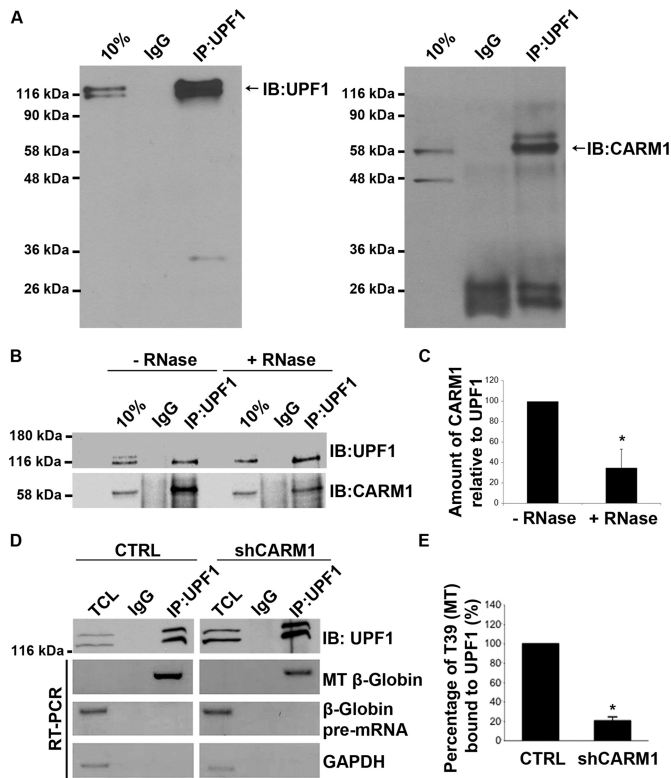 A
10% IgG IP:UPF1
116 kDa
90 kDa
58 kDa
48 kDa
36 kDa
26 kDa
←IB:UPF1
10% IgG IP:UPF1
116 kDa
90 kDa
58 kDa
48 kDa
36 kDa
26 kDa
←IB:CARM1
B
- RNase + RNase
10% IgG IP:UPF1 10% IgG IP:UPF1
180 kDa
116 kDa
58 kDa
IB:UPF1
IB:CARM1
C
Amount of CARM1
relative to UPF1
120
100
80
60
40
20
0
*
- RNase + RNase
D
CTRL shCARM1
TCL IgG IP:UPF1 TCL IgG IP:UPF1
116 kDa
IB: UPF1
RT-PCR
MT β-Globin
β-Globin
pre-mRNA
GAPDH
E
Percentage of T39 (MT)
bound to UPF1 (%)
140
120
100
80
60
40
20
0
*
CTRL shCARM1